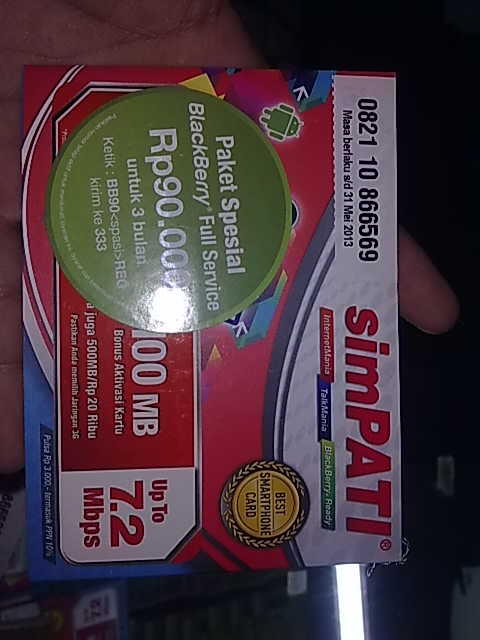 0821 10 866569
Masa berlaku s/d 31 Mei 2013
simPATI®
InternetMania
TalkMania
BlackBerry® Ready
Paket Spesial
BlackBerry® Full Service
Rp90.000
untuk 3 bulan
Ketik : BB90<spasi>REG
kirim ke 333
100 MB
Bonus Aktivasi Kartu
juga 500MB/Rp 20 Ribu
Pastikan Anda memilih Jaringan 3G
BEST
SMARTPHONE
CARD
Up To
7.2
Mbps
Pulsa Rp 3.000,- termasuk PPN 10%